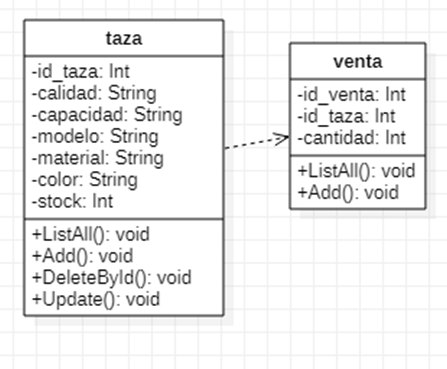 taza
-id_taza: Int
-calidad: String
-capacidad: String
-modelo: String
-material: String
-color: String
-stock: Int
+ListAll(): void
+Add(): void
+DeleteById(): void
+Update(): void
venta
-id_venta: Int
-id_taza: Int
-cantidad: Int
+ListAll(): void
+Add(): void